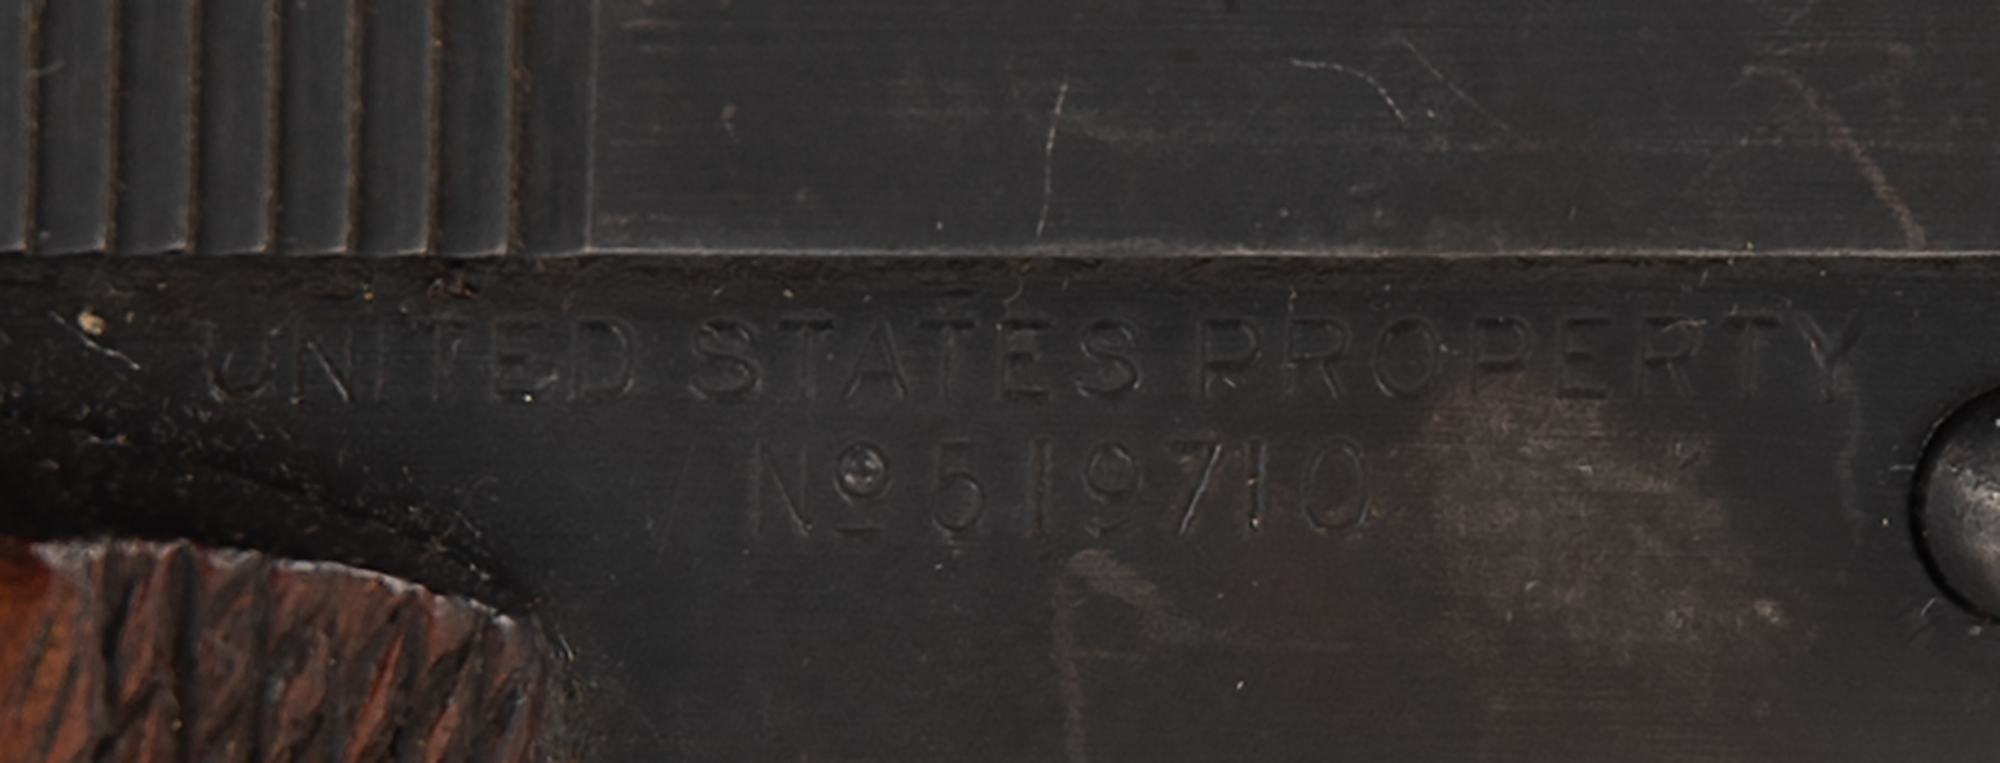 UNITED STATES PROPERTY
Nº 519710